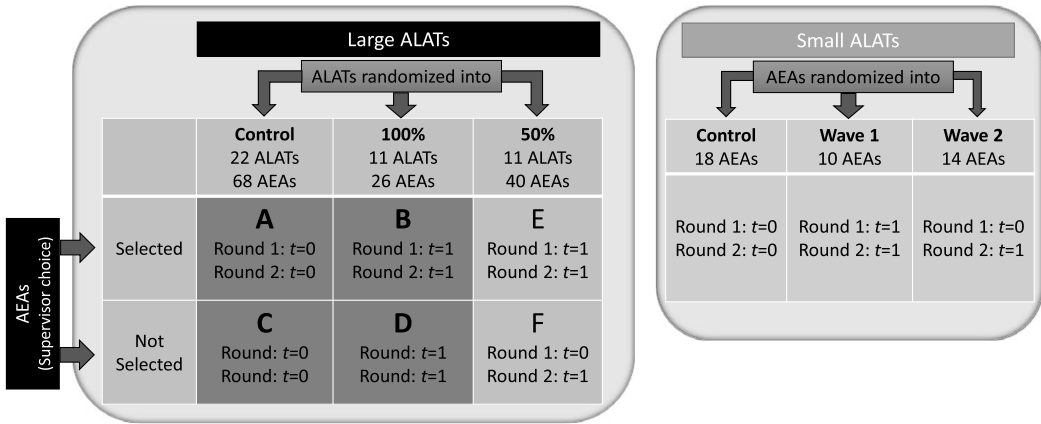 Large ALATs
ALATs randomized into
Control
22 ALATs
68 AEAs
100%
11 ALATs
26 AEAs
50%
11 ALATs
40 AEAs
AEAs
(Supervisor choice)
Selected
A
Round 1: t=0
Round 2: t=0
B
Round 1: t=1
Round 2: t=1
E
Round 1: t=1
Round 2: t=1
Not
Selected
C
Round: t=0
Round: t=0
D
Round: t=1
Round: t=1
F
Round 1: t=0
Round 2: t=1
Small ALATs
AEAs randomized into
Control
18 AEAs
Wave 1
10 AEAs
Wave 2
14 AEAs
Round 1: t=0
Round 2: t=0
Round 1: t=1
Round 2: t=1
Round 1: t=0
Round 2: t=1